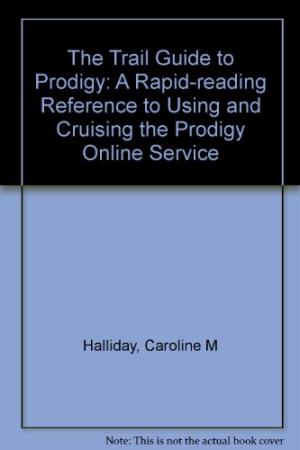 The Trail Guide to
Prodigy: A Rapid-reading
Reference to Using and
Cruising the Prodigy
Online Service
Halliday, Caroline M
Note: This is not the actual book cover